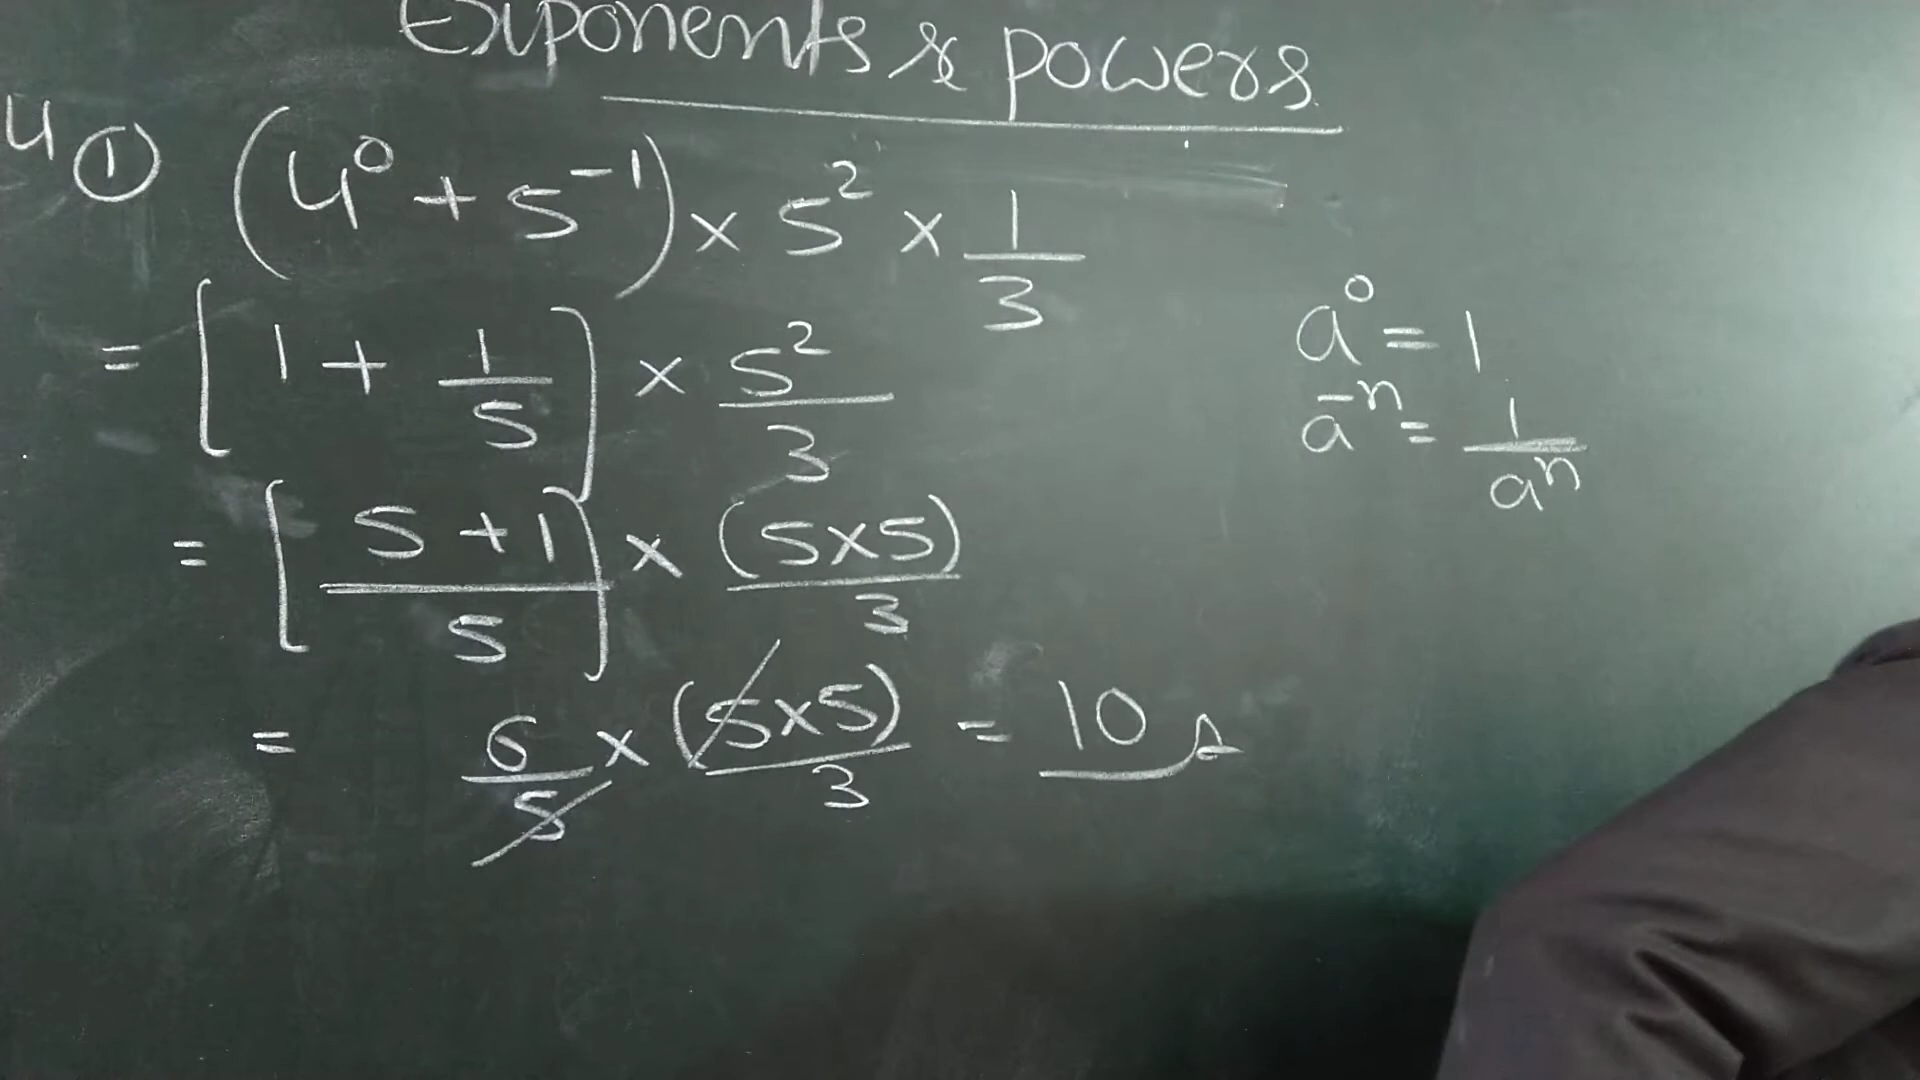 Exponents & powers
4 ① (4⁰ + 5⁻¹) × 5² × 1/3
= [1 + 1/5] × 5²/3
= [5+1/5] × (5×5)/3
= 6/5 × (5×5)/3 = 10
a⁰ = 1
a⁻ⁿ = 1/aⁿ